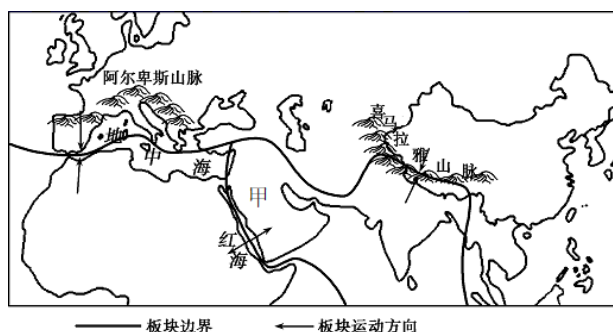 阿尔卑斯山脉
地中海
喜马拉雅山脉
甲
红海
板块边界
板块运动方向